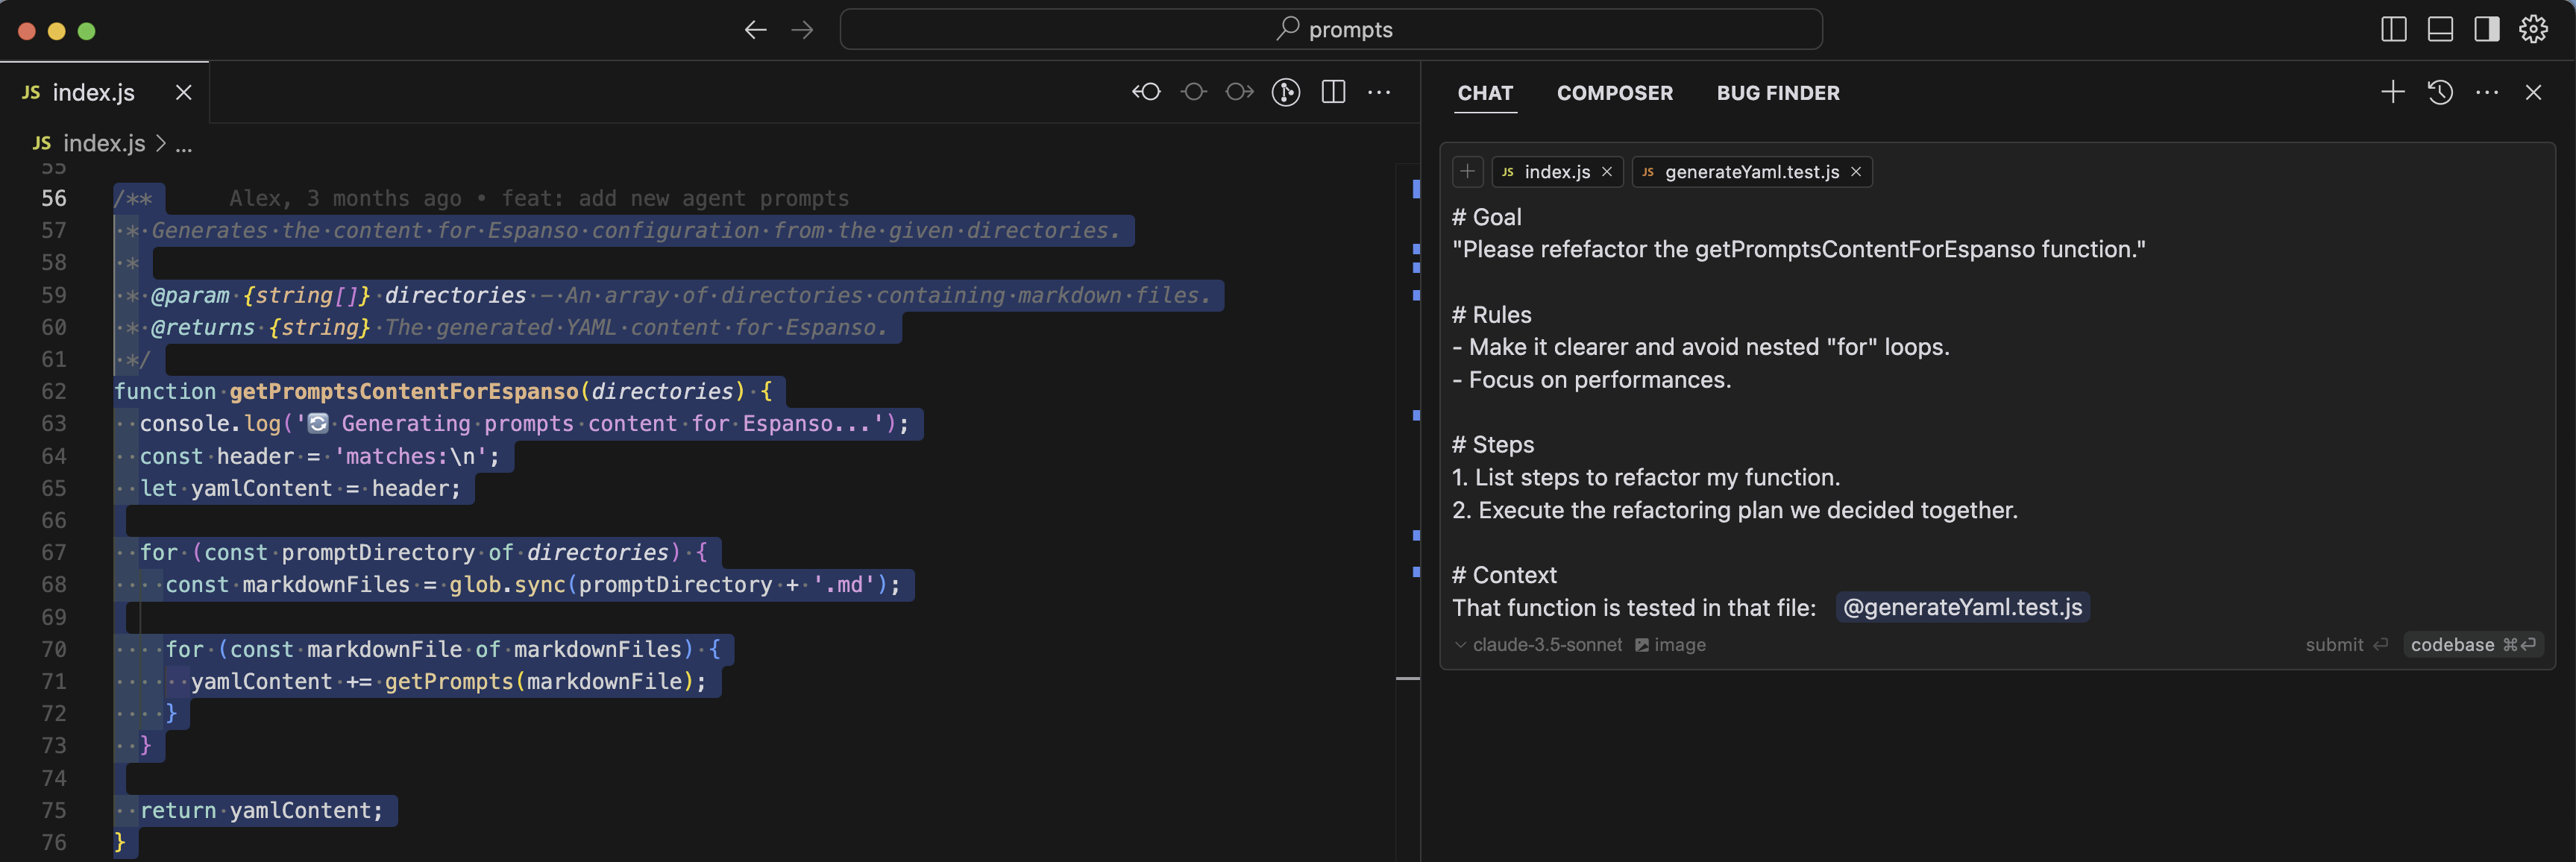 prompts
JS index.js
JS index.js > ...
55
56 /** Alex, 3 months ago • feat: add new agent prompts
57 * Generates the content for Espanso configuration from the given directories.
58 *
59 * @param {string[]} directories - An array of directories containing markdown files.
60 * @returns {string} The generated YAML content for Espanso.
61 */
62 function getPromptsContentForEspanso(directories) {
63 console.log('🔄 Generating prompts content for Espanso...');
64 const header = 'matches:\n';
65 let yamlContent = header;
66
67 for (const promptDirectory of directories) {
68 const markdownFiles = glob.sync(promptDirectory + '.md');
69
70 for (const markdownFile of markdownFiles) {
71 yamlContent += getPrompts(markdownFile);
72 }
73 }
74
75 return yamlContent;
76 }
CHAT COMPOSER BUG FINDER
JS index.js JS generateYaml.test.js
# Goal
"Please refefactor the getPromptsContentForEspanso function."
# Rules
- Make it clearer and avoid nested "for" loops.
- Focus on performances.
# Steps
1. List steps to refactor my function.
2. Execute the refactoring plan we decided together.
# Context
That function is tested in that file: @generateYaml.test.js
claude-3.5-sonnet image submit ⏎ codebase ⌘⏎